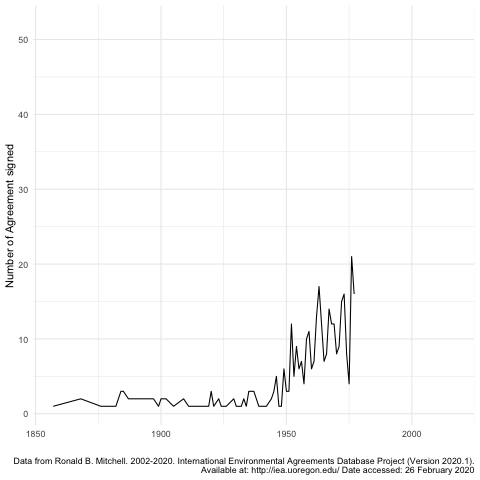 Number of Agreement signed
50
40
30
20
10
0
1850 1900 1950 2000
Data from Ronald B. Mitchell. 2002-2020. International Environmental Agreements Database Project (Version 2020.1).
Available at: http://iea.uoregon.edu/ Date accessed: 26 February 2020